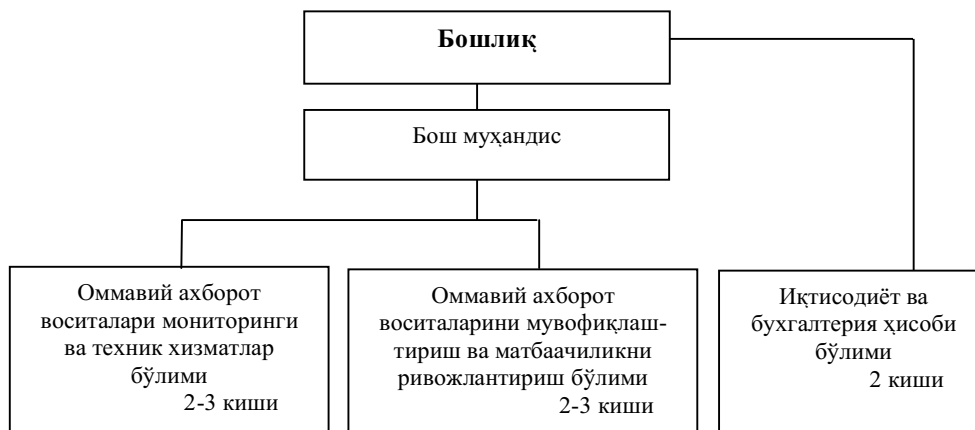 Бошлиқ
Бош муҳандис
Оммавий ахборот
воситалари мониторинги
ва техник хизматлар
бўлими
2-3 киши
Оммавий ахборот
воситаларини мувофиқлаш-
тириш ва матбаачиликни
ривожлантириш бўлими
2-3 киши
Иқтисодиёт ва
бухгалтерия ҳисоби
бўлими
2 киши